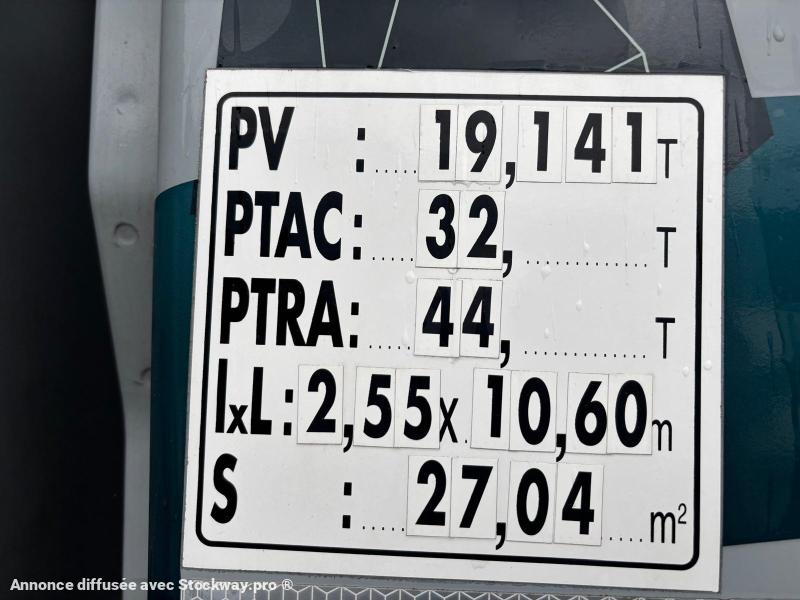 PV : ..... 19,141 T
PTAC : ..... 32, .............. T
PTRA : ..... 44, .............. T
lxL : 2,55 x . 10,60 m
S : ..... 27,04 .... m²
Annonce diffusée avec Stockway.pro ®